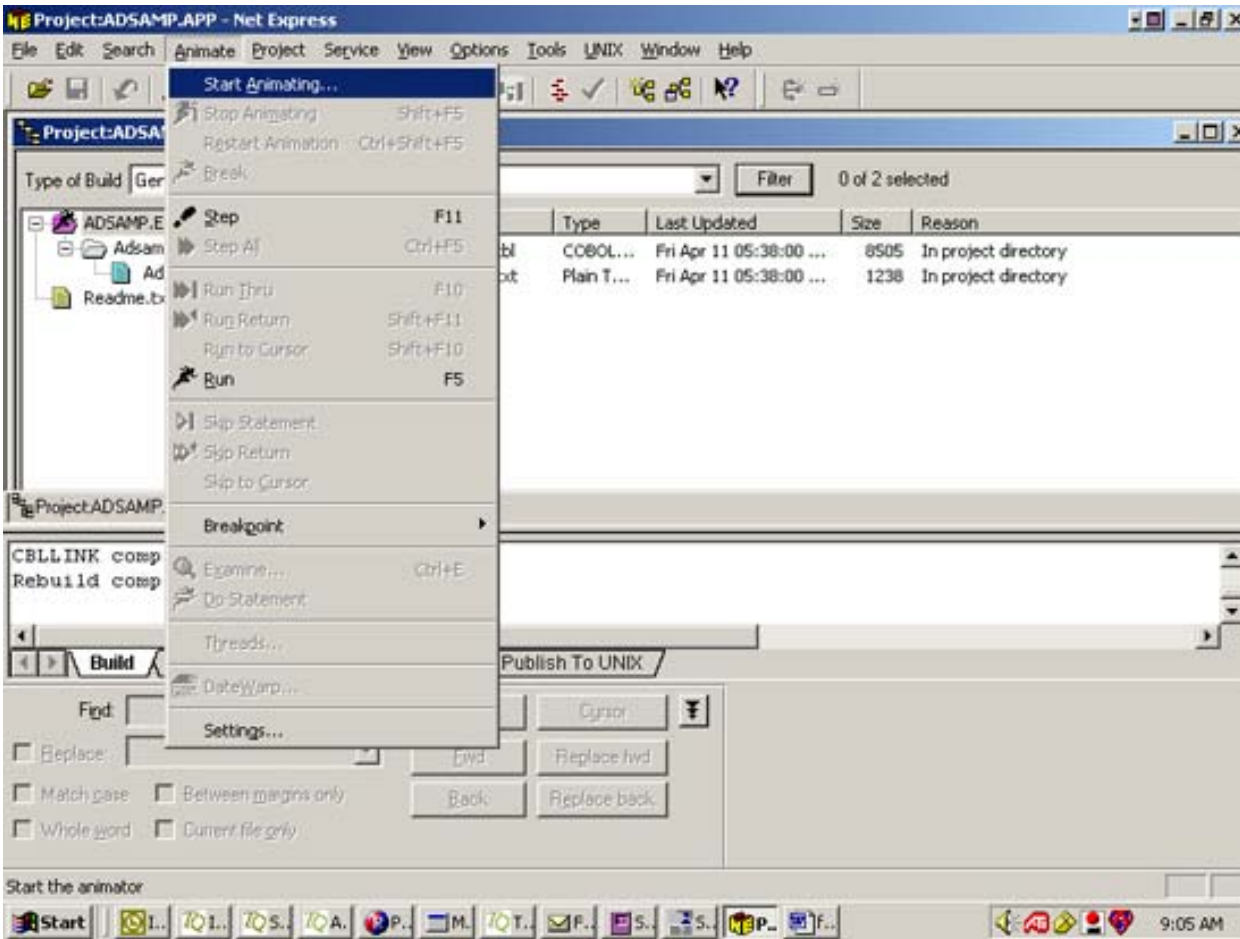 Project:ADSAMP.APP - Net Express
File Edit Search Animate Project Service View Options Tools UNIX Window Help
Start Animating...
Stop Animating Shift+F5
Restart Animation Ctrl+Shift+F5
Break
Step F11
Step All Ctrl+F5
Run Thru F10
Run Return Shift+F11
Run to Cursor Shift+F10
Run F5
Skip Statement
Skip Return
Skip to Cursor
Breakpoint
Examine... Ctrl+E
Do Statement
Threads...
DateWarp...
Settings...
Project:ADSA
Type of Build Ger Filter 0 of 2 selected
Type Last Updated Size Reason
ADSAMP.E
Adsam bl COBOL... Fri Apr 11 05:38:00 ... 8505 In project directory
Ad xt Plain T... Fri Apr 11 05:38:00 ... 1238 In project directory
Readme.tx
Project:ADSAMP.
CBLLINK comp
Rebuild comp
Build Publish To UNIX
Find: Cursor
Replace: Fwd Replace fwd
Match case Between margins only Back Replace back
Whole word Current file only
Start the animator
Start I... I... S... A. P... M. T... F... S... S... P... f... 9:05 AM